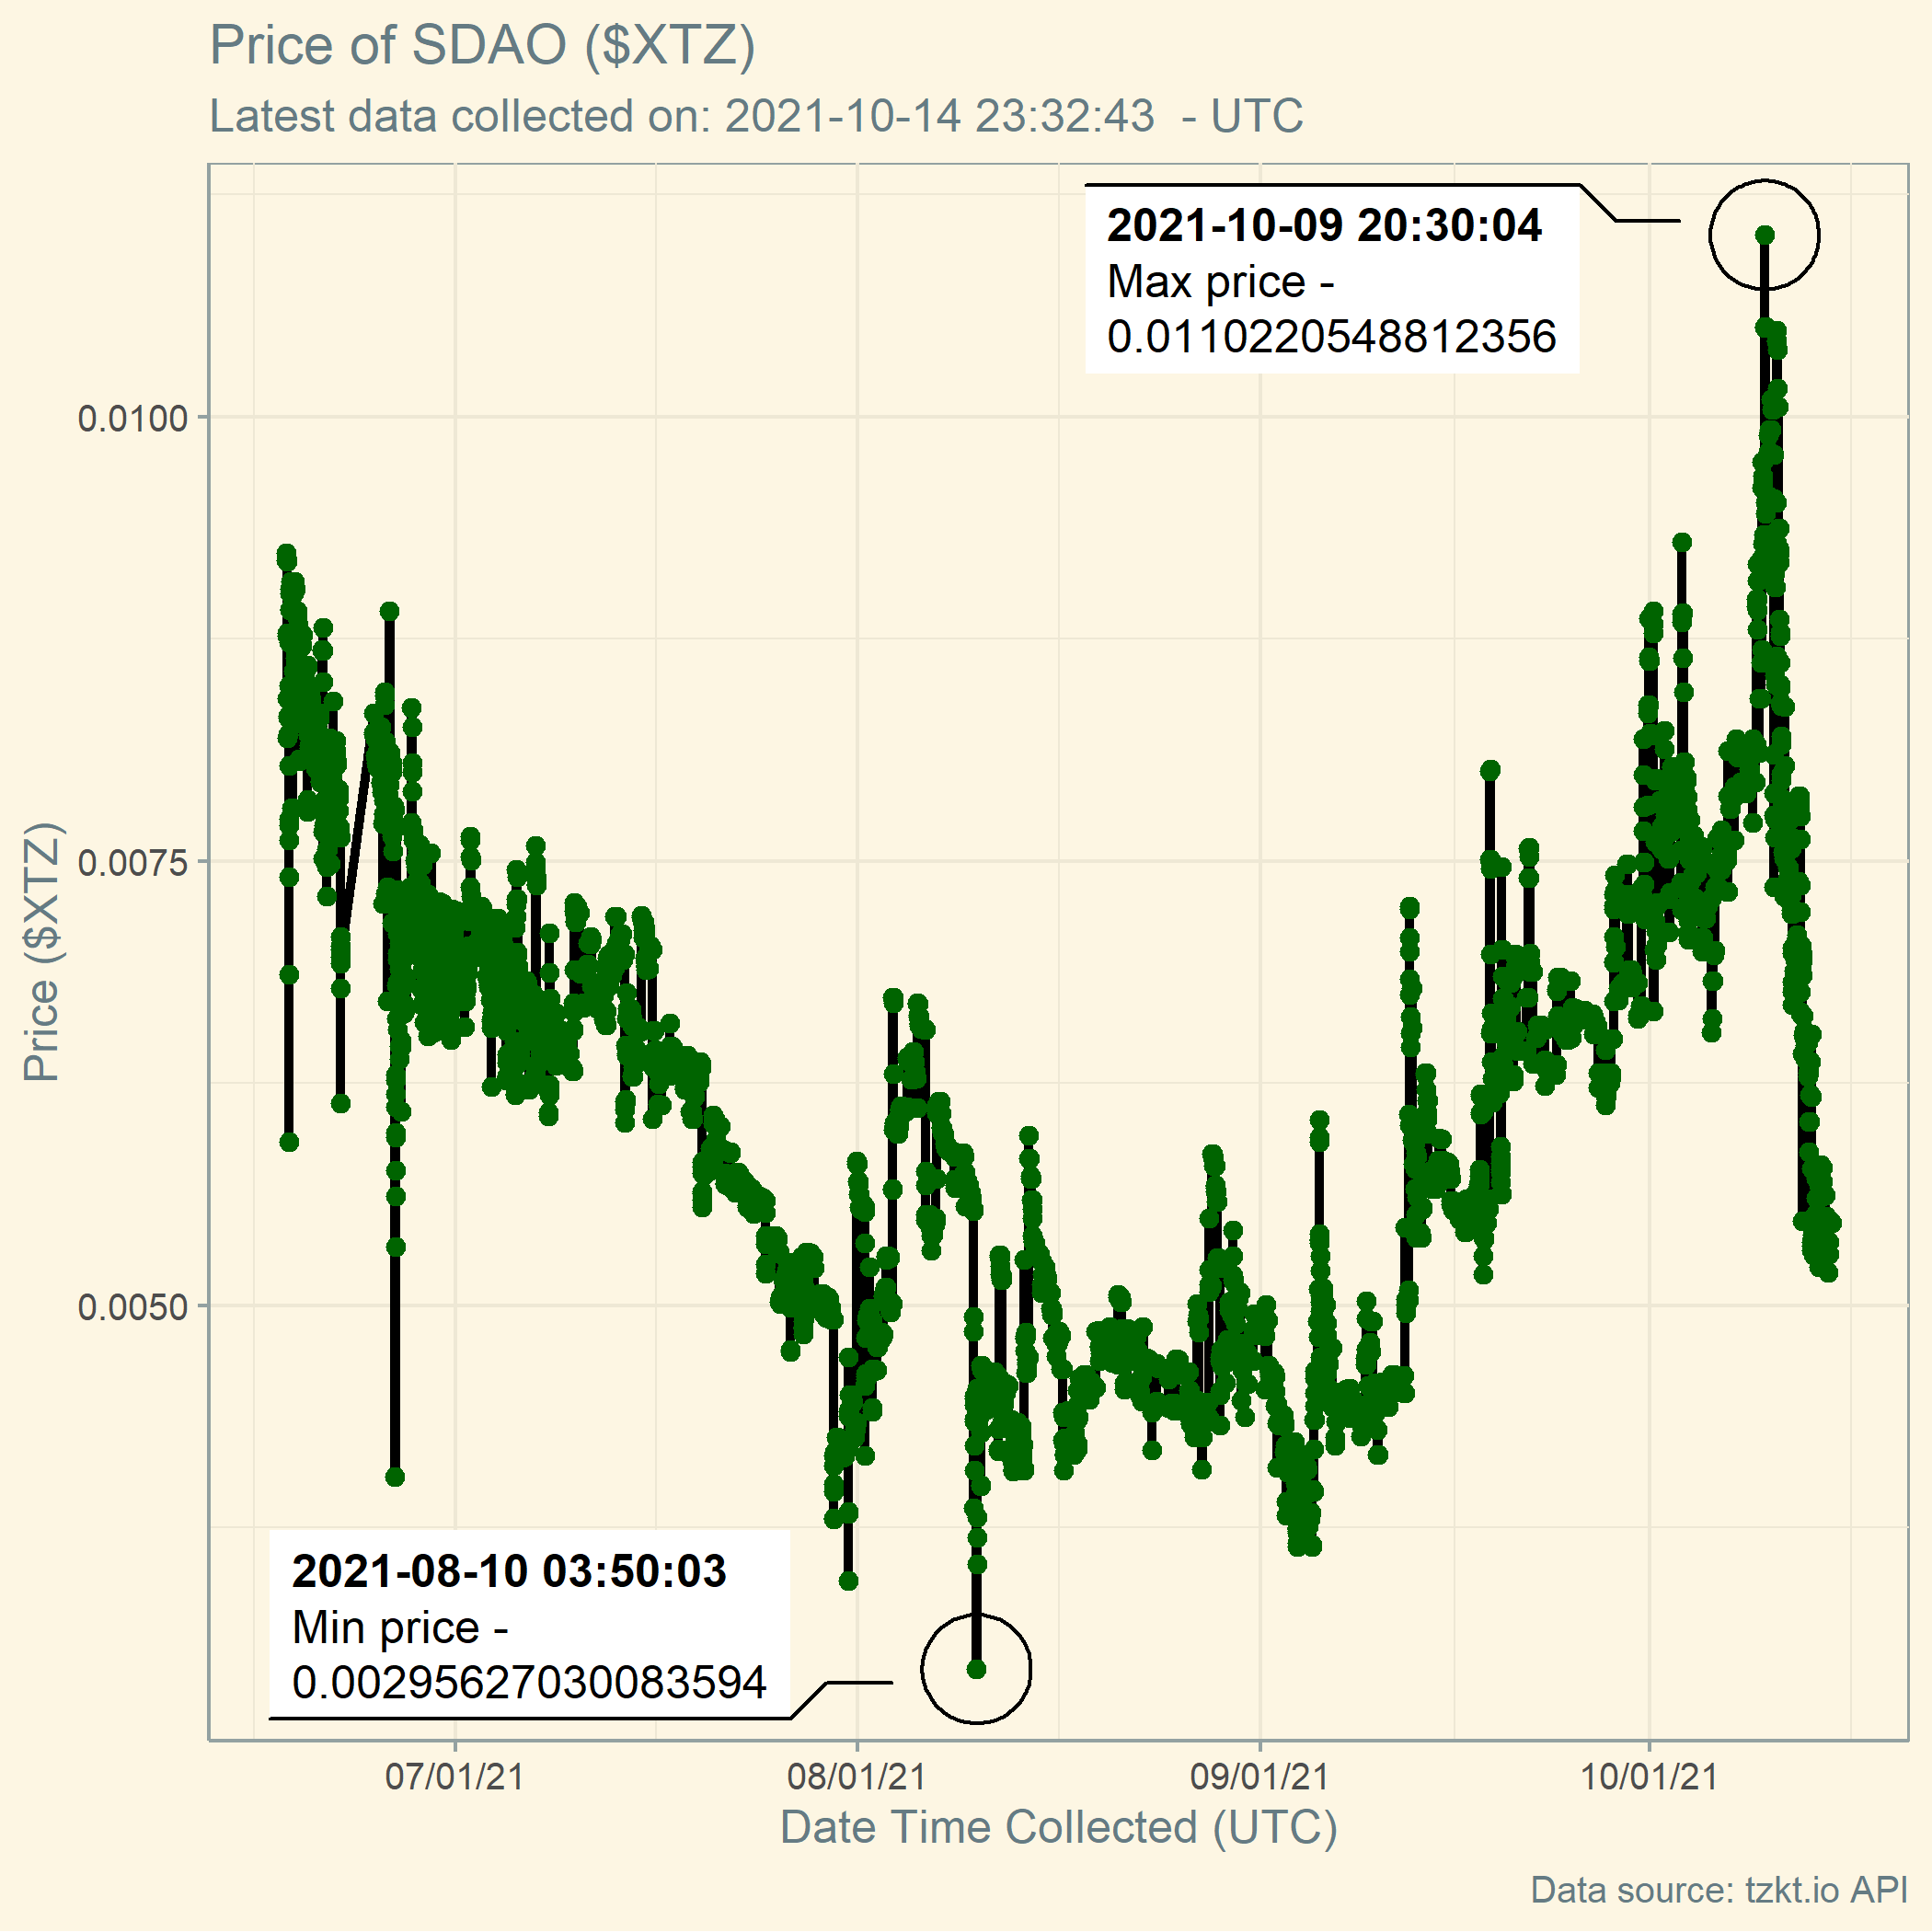 Price of SDAO ($XTZ)
Latest data collected on: 2021-10-14 23:32:43  - UTC
2021-10-09 20:30:04
Max price -
0.0110220548812356
0.0100
0.0075
0.0050
Price ($XTZ)
2021-08-10 03:50:03
Min price -
0.00295627030083594
07/01/21
08/01/21
09/01/21
10/01/21
Date Time Collected (UTC)
Data source: tzkt.io API